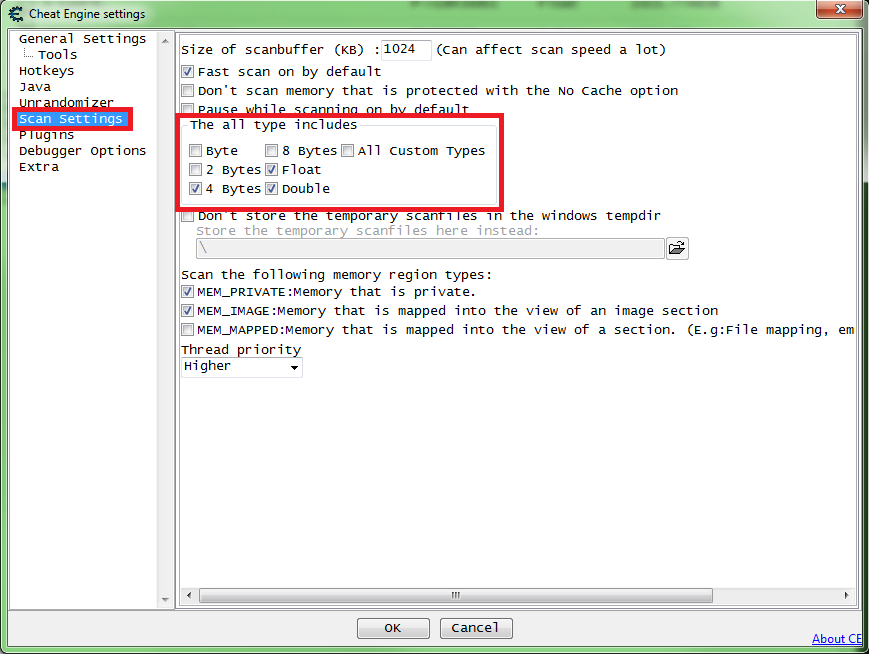 Cheat Engine settings
General Settings
Tools
Hotkeys
Java
Unrandomizer
Scan Settings
Plugins
Debugger Options
Extra
Size of scanbuffer (KB) : 1024 (Can affect scan speed a lot)
Fast scan on by default
Don't scan memory that is protected with the No Cache option
Pause while scanning on by default
The all type includes
Byte 8 Bytes All Custom Types
2 Bytes Float
4 Bytes Double
Don't store the temporary scanfiles in the windows tempdir
Store the temporary scanfiles here instead:
\
Scan the following memory region types:
MEM_PRIVATE:Memory that is private.
MEM_IMAGE:Memory that is mapped into the view of an image section
MEM_MAPPED:Memory that is mapped into the view of a section. (E.g:File mapping, em
Thread priority
Higher
OK Cancel
About CE